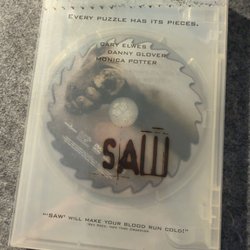 EVERY PUZZLE HAS ITS PIECES.
CARY ELWES
DANNY GLOVER
MONICA POTTER
SAW
"'SAW' WILL MAKE YOUR BLOOD RUN COLD!"